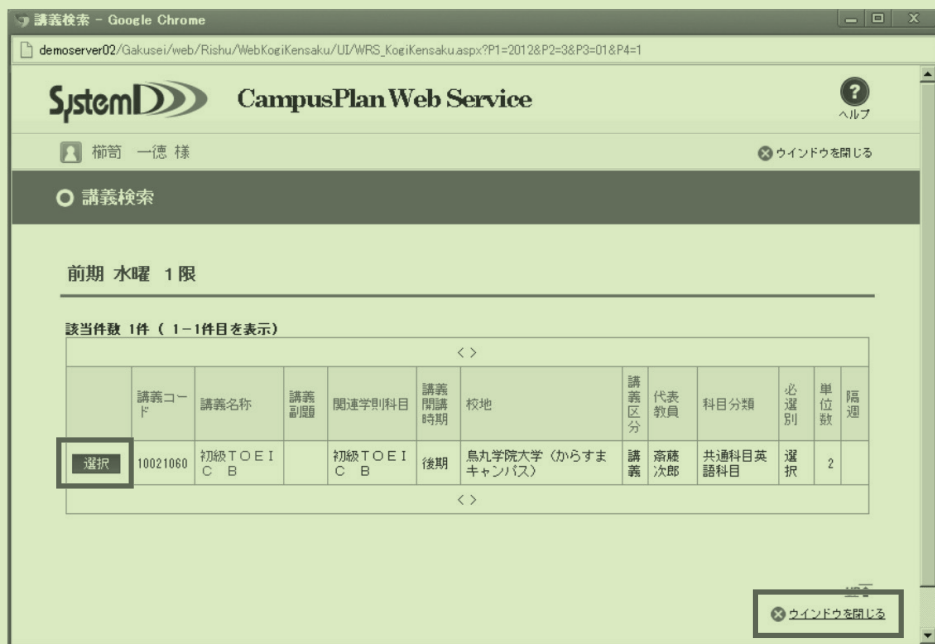 講義検索 - Google Chrome
demoserver02/Gakusei/web/Rishu/WebKogiKensaku/UI/WRS_KogiKensaku.aspx?P1=2012&P2=3&P3=01&P4=1
SystemD CampusPlan Web Service
ヘルプ
櫛笥 一徳 様
ウインドウを閉じる
講義検索
前期 水曜 1限
該当件数 1件 ( 1-1件目を表示)
< >
講義コード 講義名称 講義副題 関連学則科目 講義開講時期 校地 講義区分 代表教員 科目分類 必選別 単位数 隔週
選択 10021060 初級TOEIC B 初級TOEIC B 後期 烏丸学院大学(からすまキャンパス) 講義 斎藤次郎 共通科目英語科目 選択 2
< >
ウインドウを閉じる